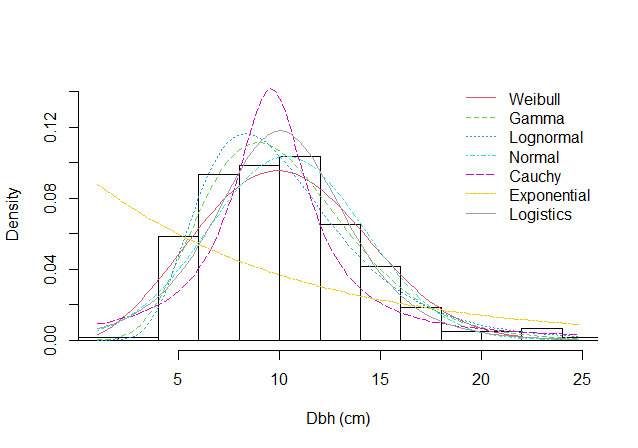 Weibull
Gamma
Lognormal
Normal
Cauchy
Exponential
Logistics
Density
0.12
0.08
0.04
0.00
5
10
15
20
25
Dbh (cm)